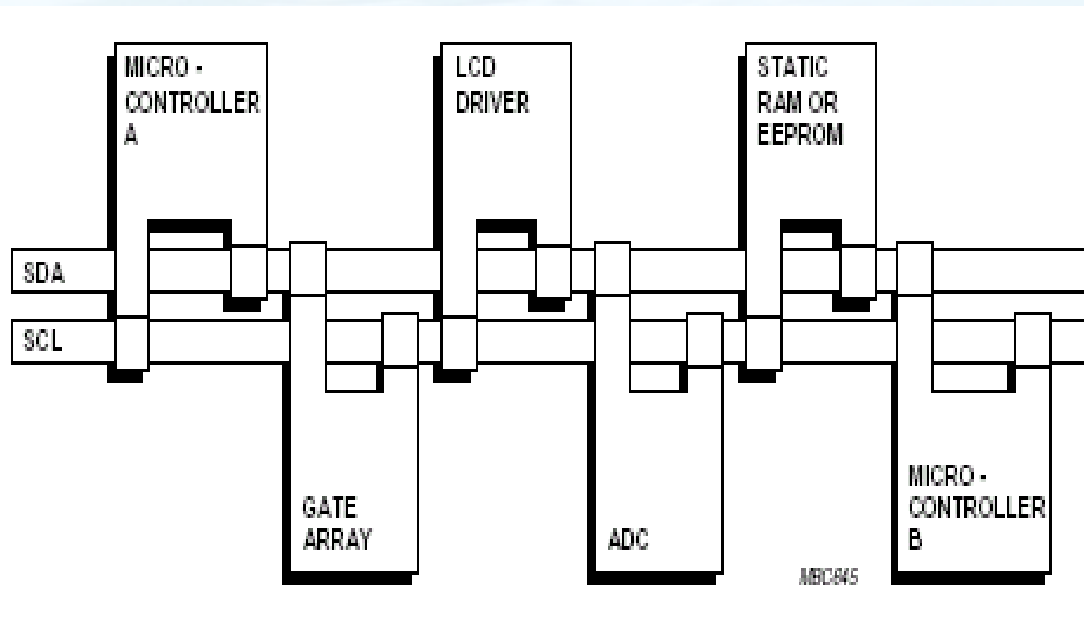 MICRO -
CONTROLLER
A
LCD
DRIVER
STATIC
RAM OR
EEPROM
SDA
SCL
GATE
ARRAY
ADC
MICRO -
CONTROLLER
B
MBC645